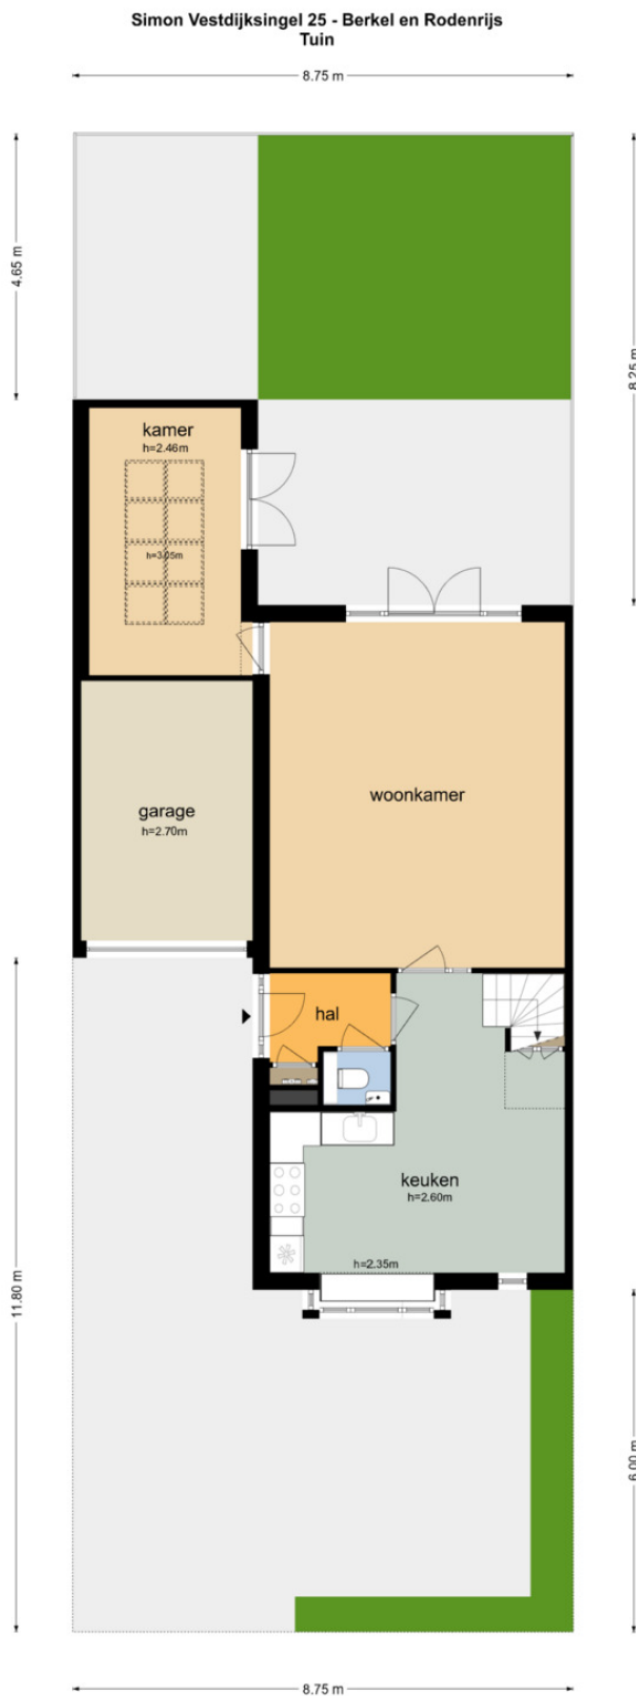 Simon Vestdijksingel 25 - Berkel en Rodenrijs
Tuin
8.75 m
4.65 m
8.25 m
kamer
h=2.46m
h=3.05m
woonkamer
garage
h=2.70m
hal
keuken
h=2.60m
h=2.35m
11.80 m
6.00 m
8.75 m